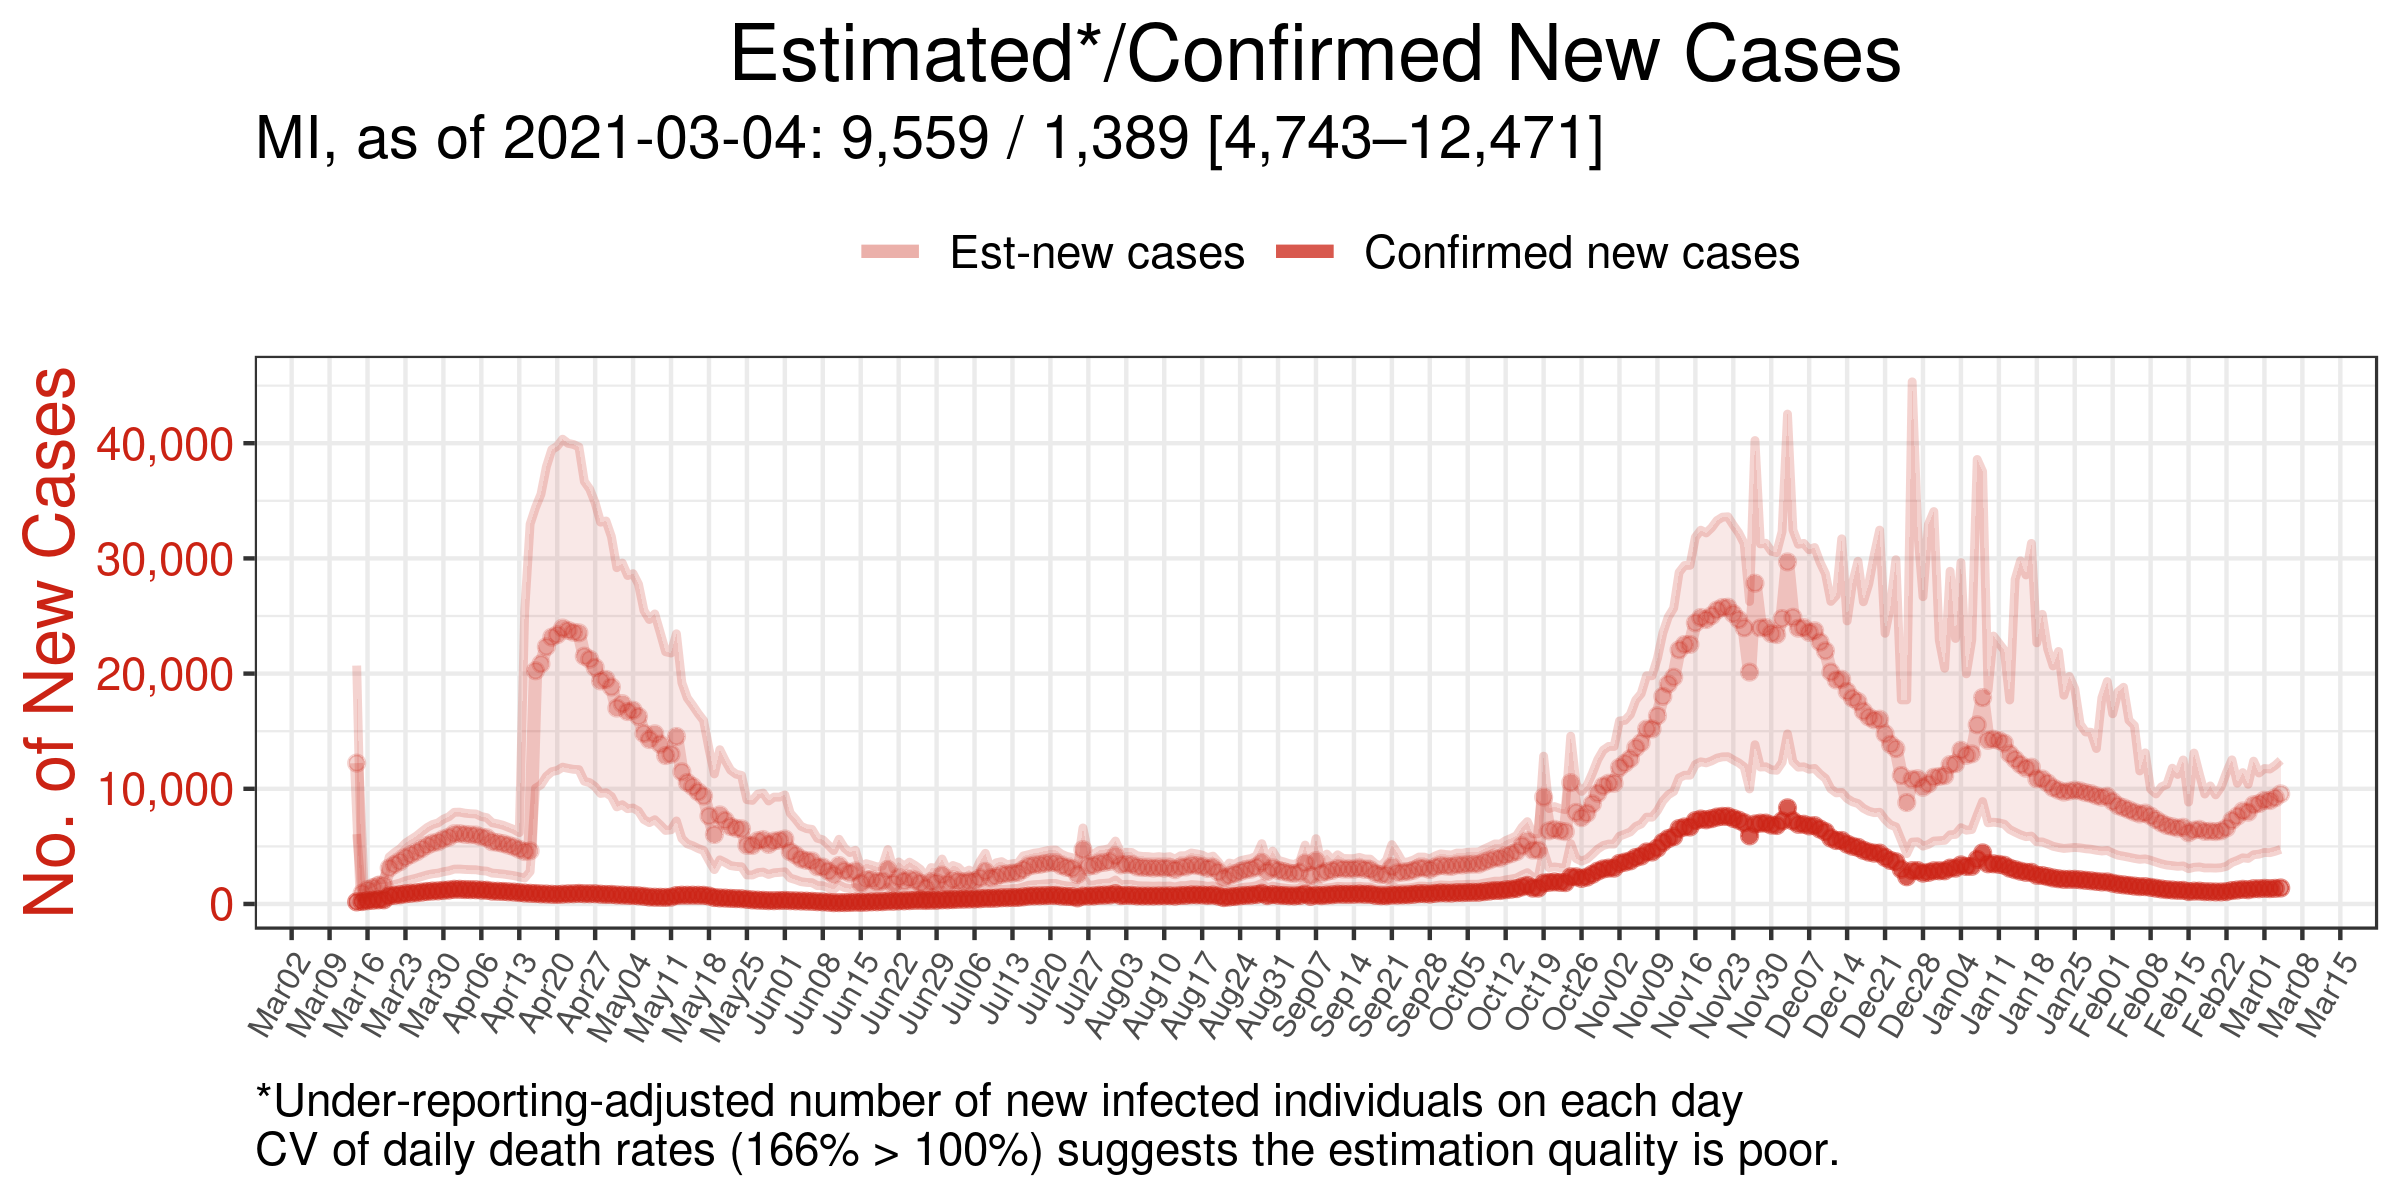 Estimated*/Confirmed New Cases
MI, as of 2021-03-04: 9,559 / 1,389 [4,743–12,471]
Est-new cases
Confirmed new cases
No. of New Cases
40,000
30,000
20,000
10,000
0
Mar02
Mar09
Mar16
Mar23
Mar30
Apr06
Apr13
Apr20
Apr27
May04
May11
May18
May25
Jun01
Jun08
Jun15
Jun22
Jun29
Jul06
Jul13
Jul20
Jul27
Aug03
Aug10
Aug17
Aug24
Aug31
Sep07
Sep14
Sep21
Sep28
Oct05
Oct12
Oct19
Oct26
Nov02
Nov09
Nov16
Nov23
Nov30
Dec07
Dec14
Dec21
Dec28
Jan04
Jan11
Jan18
Jan25
Feb01
Feb08
Feb15
Feb22
Mar01
Mar08
Mar15
*Under-reporting-adjusted number of new infected individuals on each day
CV of daily death rates (166% > 100%) suggests the estimation quality is poor.